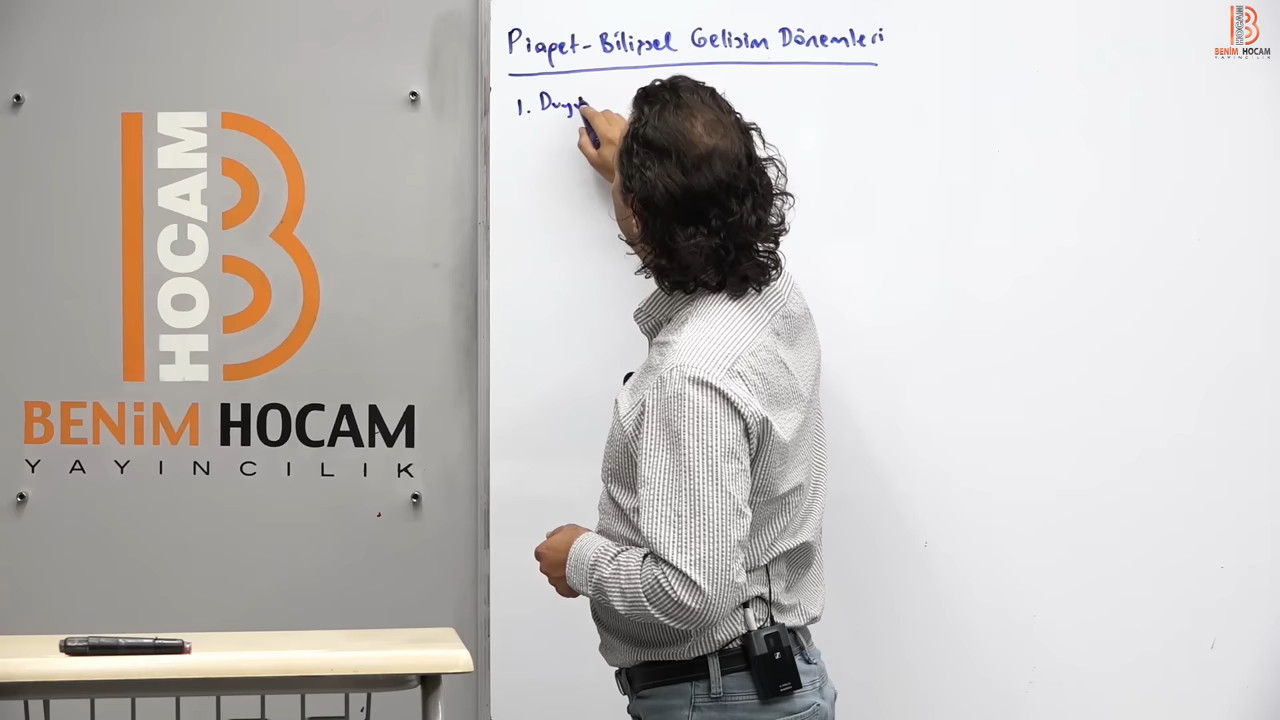 HOCAM
BENİM HOCAM
YAYINCILIK
Piaget-Bilişsel Gelişim Dönemleri
1. Duyu
HOCAM
BENİM HOCAM
YAYINCILIK